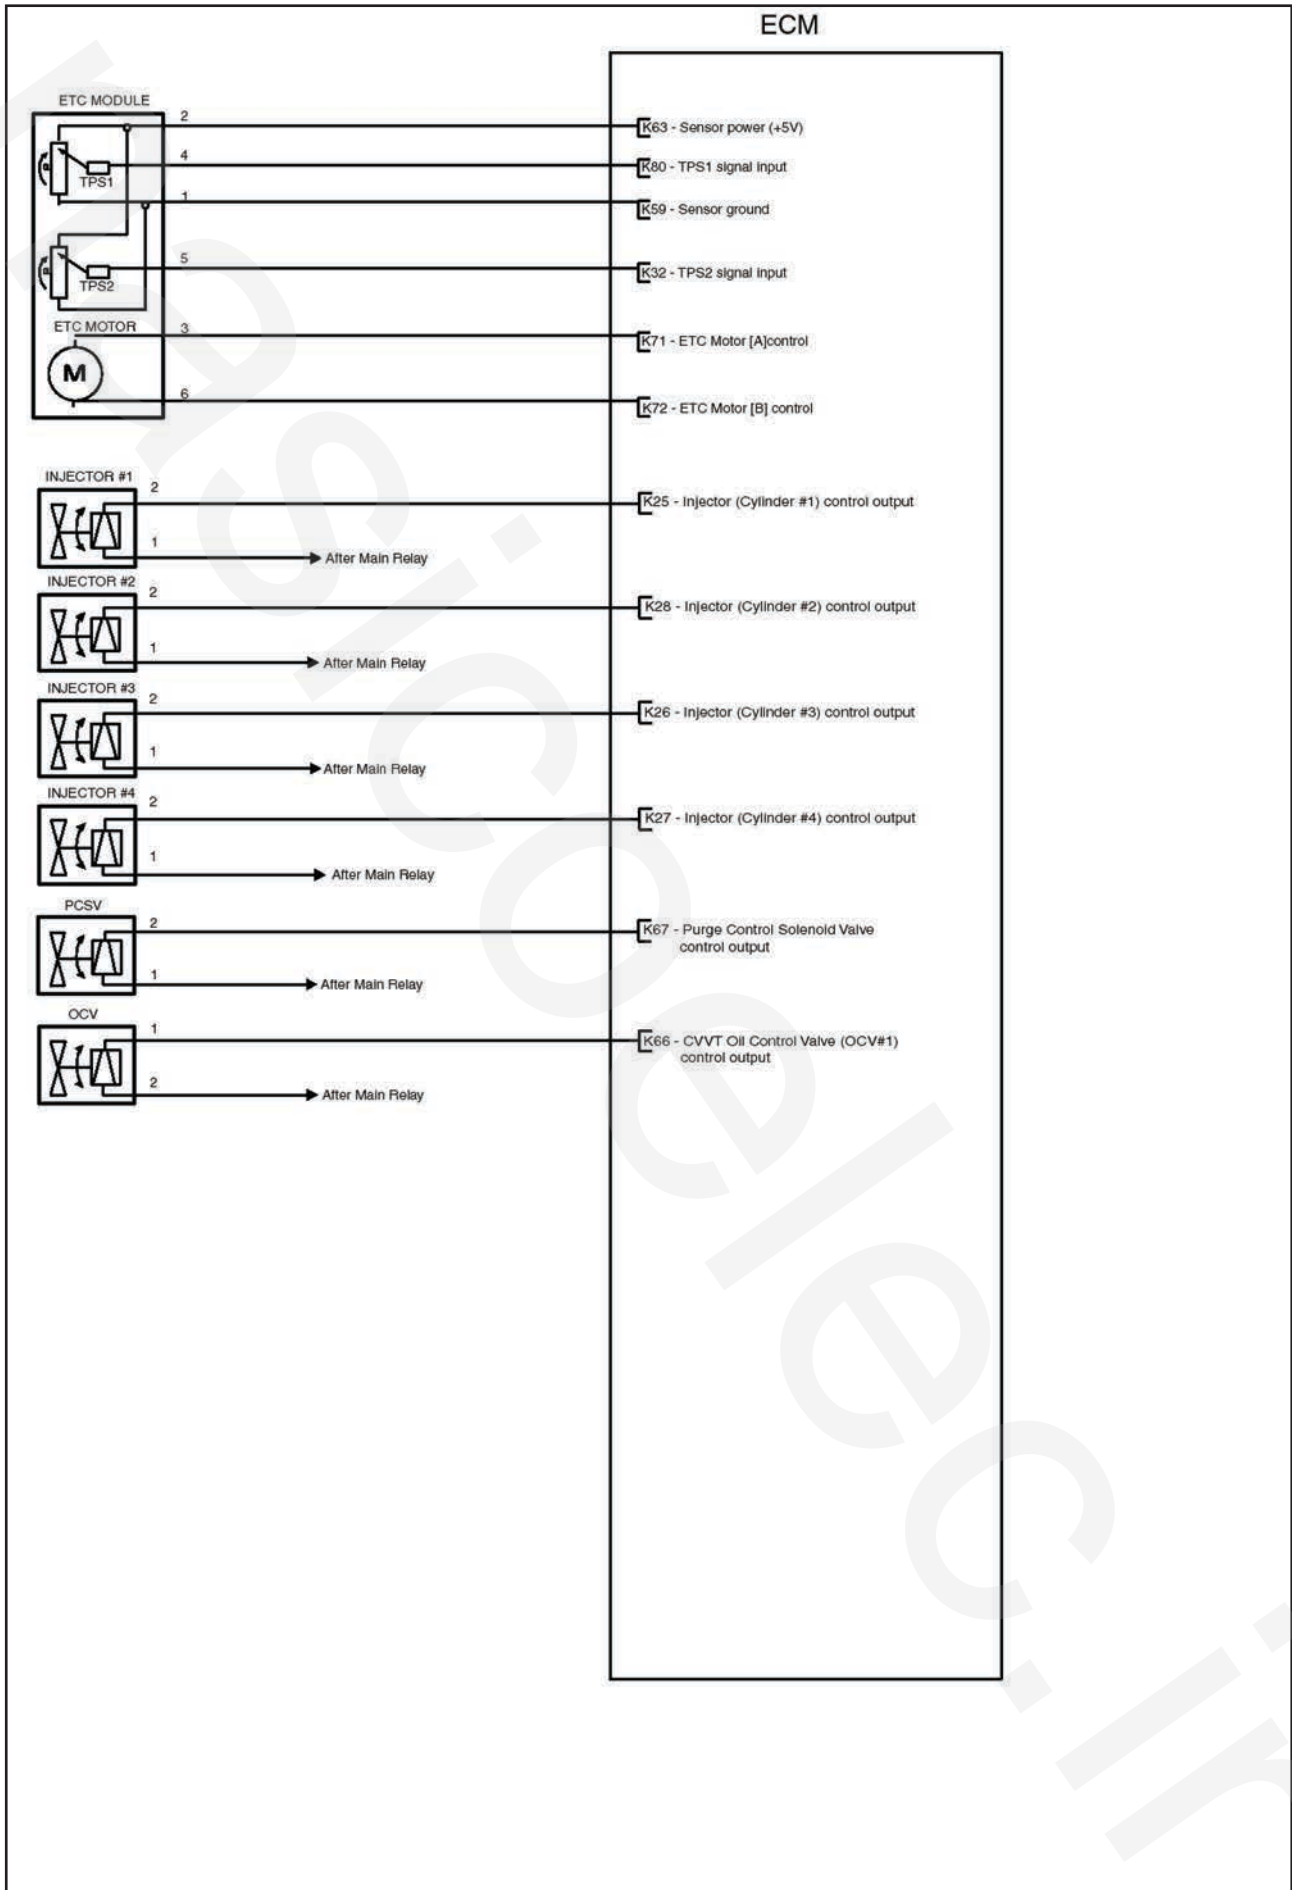 ECM
ETC MODULE
2
K63 - Sensor power (+5V)
4
K80 - TPS1 signal input
TPS1
1
K59 - Sensor ground
5
K32 - TPS2 signal input
TPS2
ETC MOTOR
3
K71 - ETC Motor [A]control
M
6
K72 - ETC Motor [B] control
INJECTOR #1
2
K25 - Injector (Cylinder #1) control output
1
After Main Relay
INJECTOR #2
2
K28 - Injector (Cylinder #2) control output
1
After Main Relay
INJECTOR #3
2
K26 - Injector (Cylinder #3) control output
1
After Main Relay
INJECTOR #4
2
K27 - Injector (Cylinder #4) control output
1
After Main Relay
PCSV
2
K67 - Purge Control Solenoid Valve
control output
1
After Main Relay
OCV
1
K66 - CVVT Oil Control Valve (OCV#1)
control output
2
After Main Relay